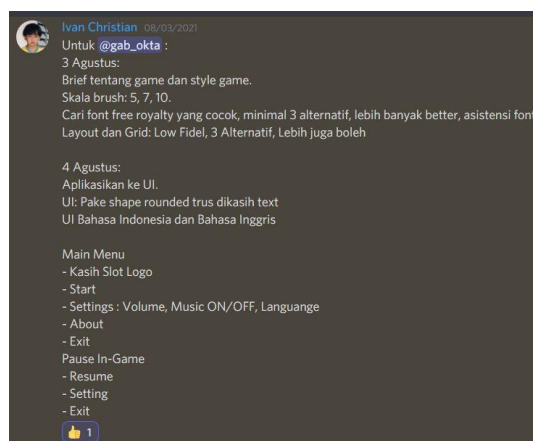 Ivan Christian 08/03/2021
Untuk @gab_okta :
3 Agustus:
Brief tentang game dan style game.
Skala brush: 5, 7, 10.
Cari font free royalty yang cocok, minimal 3 alternatif, lebih banyak better, asistensi font
Layout dan Grid: Low Fidel, 3 Alternatif, Lebih juga boleh
4 Agustus:
Aplikasikan ke UI.
UI: Pake shape rounded trus dikasih text
UI Bahasa Indonesia dan Bahasa Inggris
Main Menu
- Kasih Slot Logo
- Start
- Settings : Volume, Music ON/OFF, Languange
- About
- Exit
Pause In-Game
- Resume
- Setting
- Exit
1